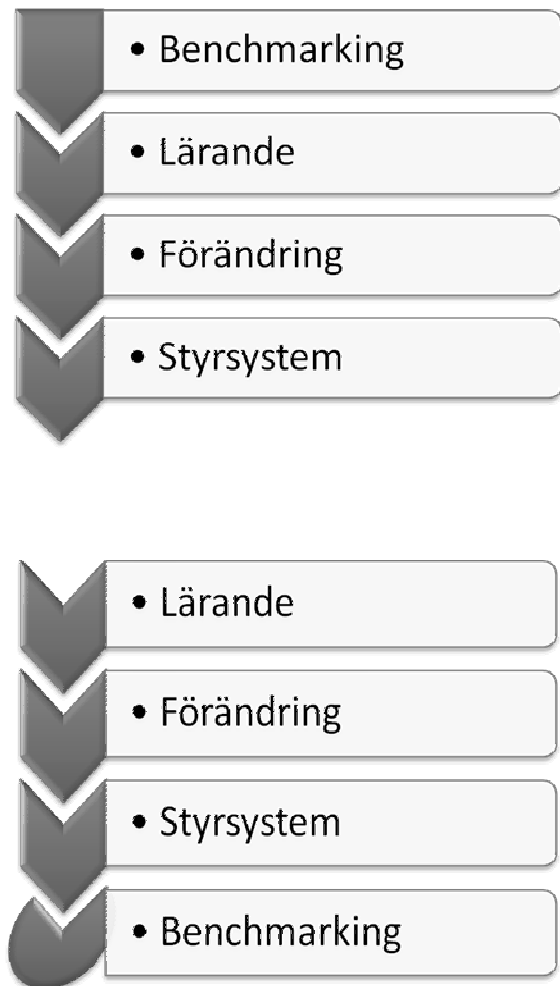 • Benchmarking
• Lärande
• Förändring
• Styrsystem
• Lärande
• Förändring
• Styrsystem
• Benchmarking